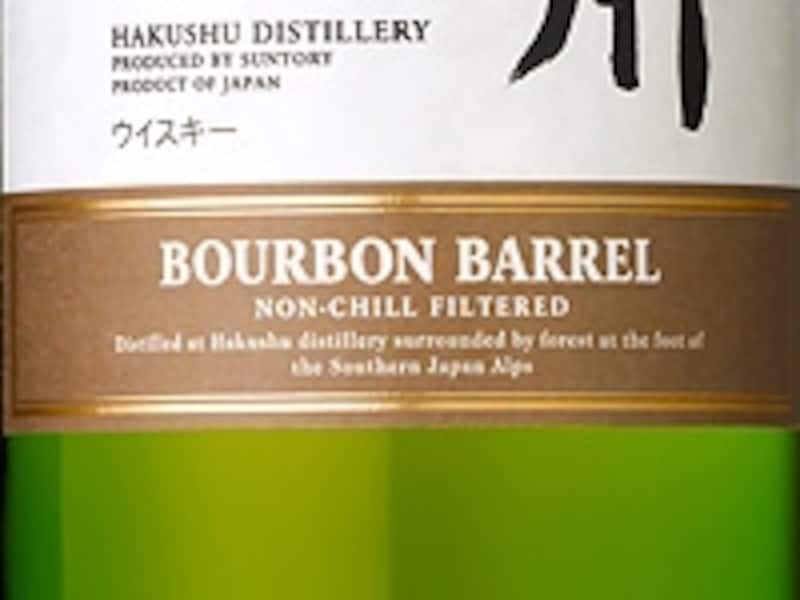 HAKUSHU DISTILLERY
PRODUCED BY SUNTORY
PRODUCT OF JAPAN
ウイスキー
BOURBON BARREL
NON-CHILL FILTERED
Distilled at Hakushu distillery surrounded by forest at the foot of
the Southern Japan Alps